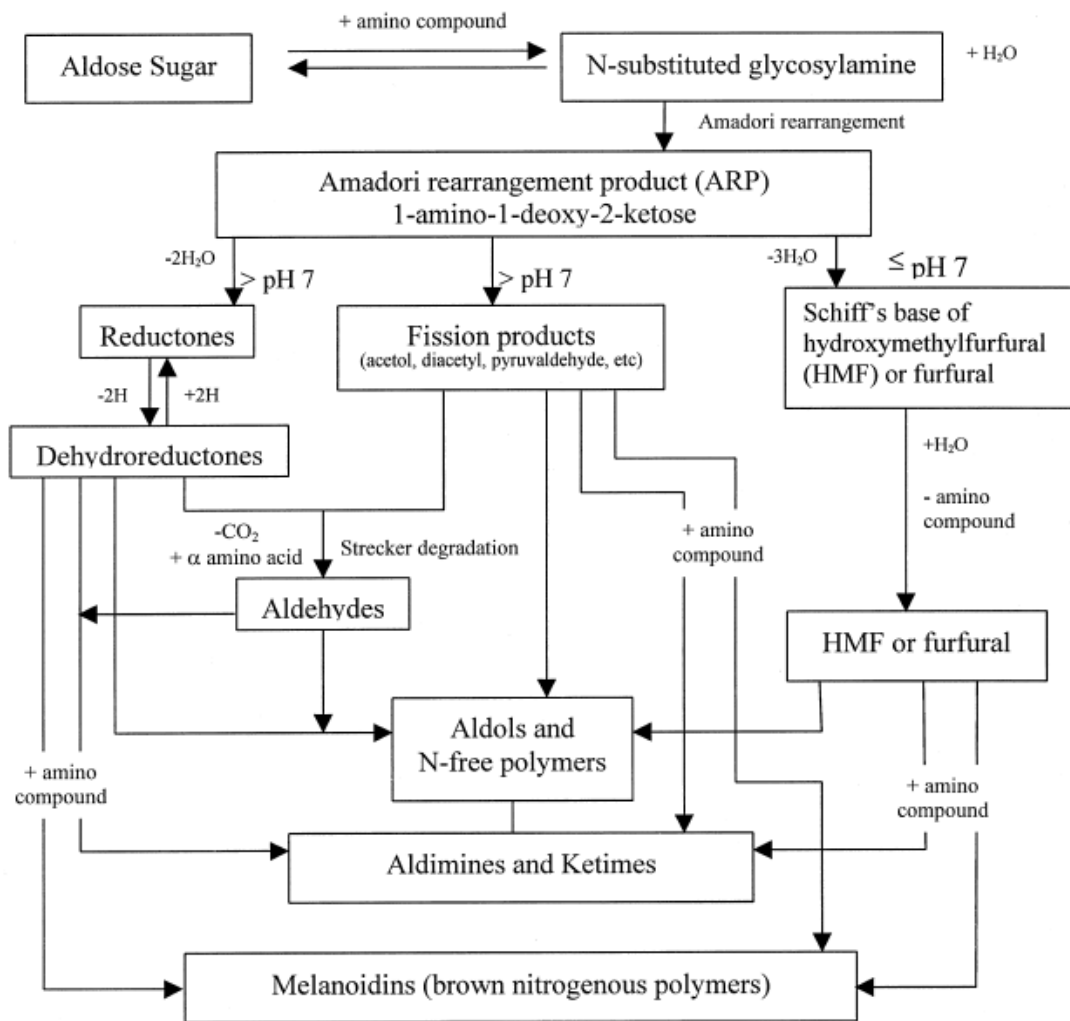 + amino compound
Aldose Sugar
N-substituted glycosylamine
+ H₂O
Amadori rearrangement
Amadori rearrangement product (ARP)
1-amino-1-deoxy-2-ketose
-2H₂O
> pH 7
> pH 7
-3H₂O
≤ pH 7
Reductones
Fission products
(acetol, diacetyl, pyruvaldehyde, etc)
Schiff's base of
hydroxymethylfurfural
(HMF) or furfural
-2H
+2H
Dehydroreductones
+H₂O
- amino
compound
-CO₂
+ α amino acid
Strecker degradation
+ amino
compound
Aldehydes
HMF or furfural
Aldols and
N-free polymers
+ amino
compound
+ amino
compound
Aldimines and Ketimes
Melanoidins (brown nitrogenous polymers)